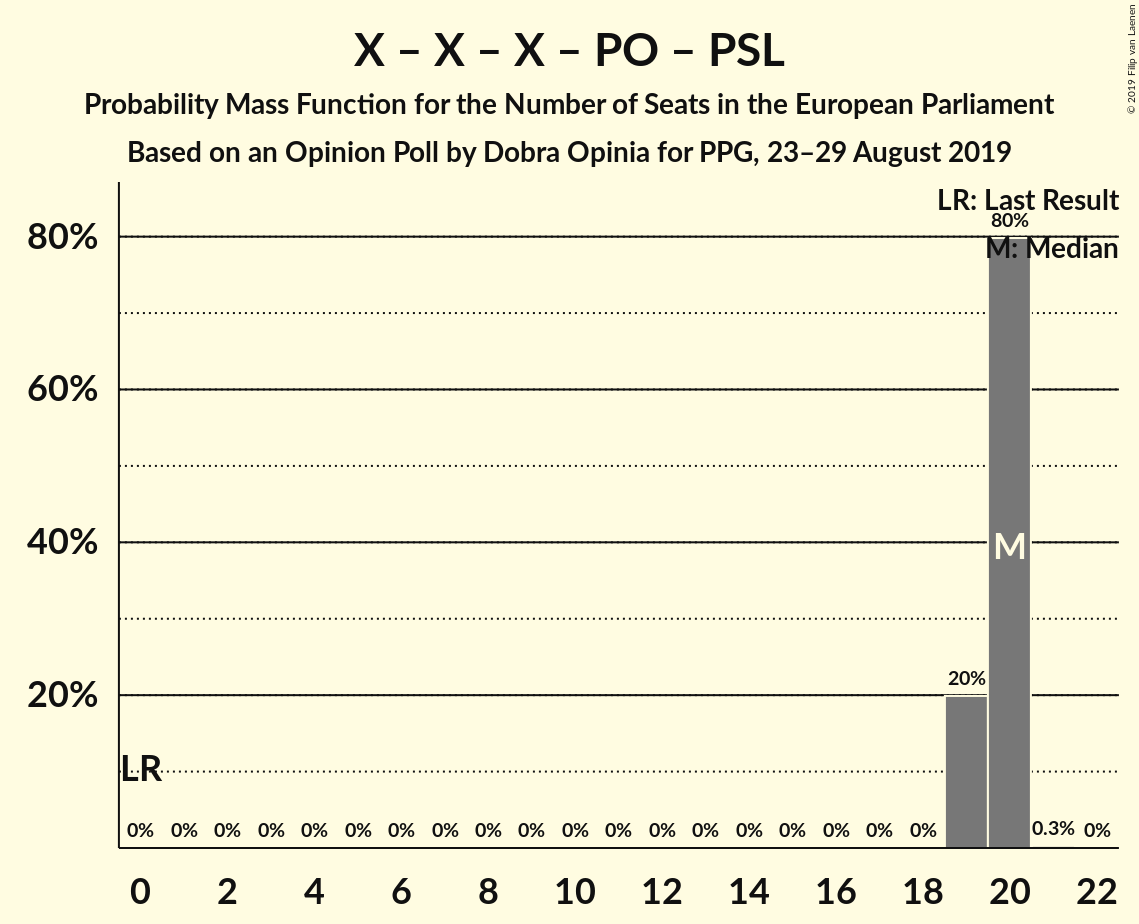 X – X – X – PO – PSL
Probability Mass Function for the Number of Seats in the European Parliament
Based on an Opinion Poll by Dobra Opinia for PPG, 23–29 August 2019
© 2019 Filip van Laenen
LR: Last Result
80%
M: Median
80%
60%
40%
M
20%
20%
LR
0% 0% 0% 0% 0% 0% 0% 0% 0% 0% 0% 0% 0% 0% 0% 0% 0% 0% 0% 0.3% 0%
0 2 4 6 8 10 12 14 16 18 20 22